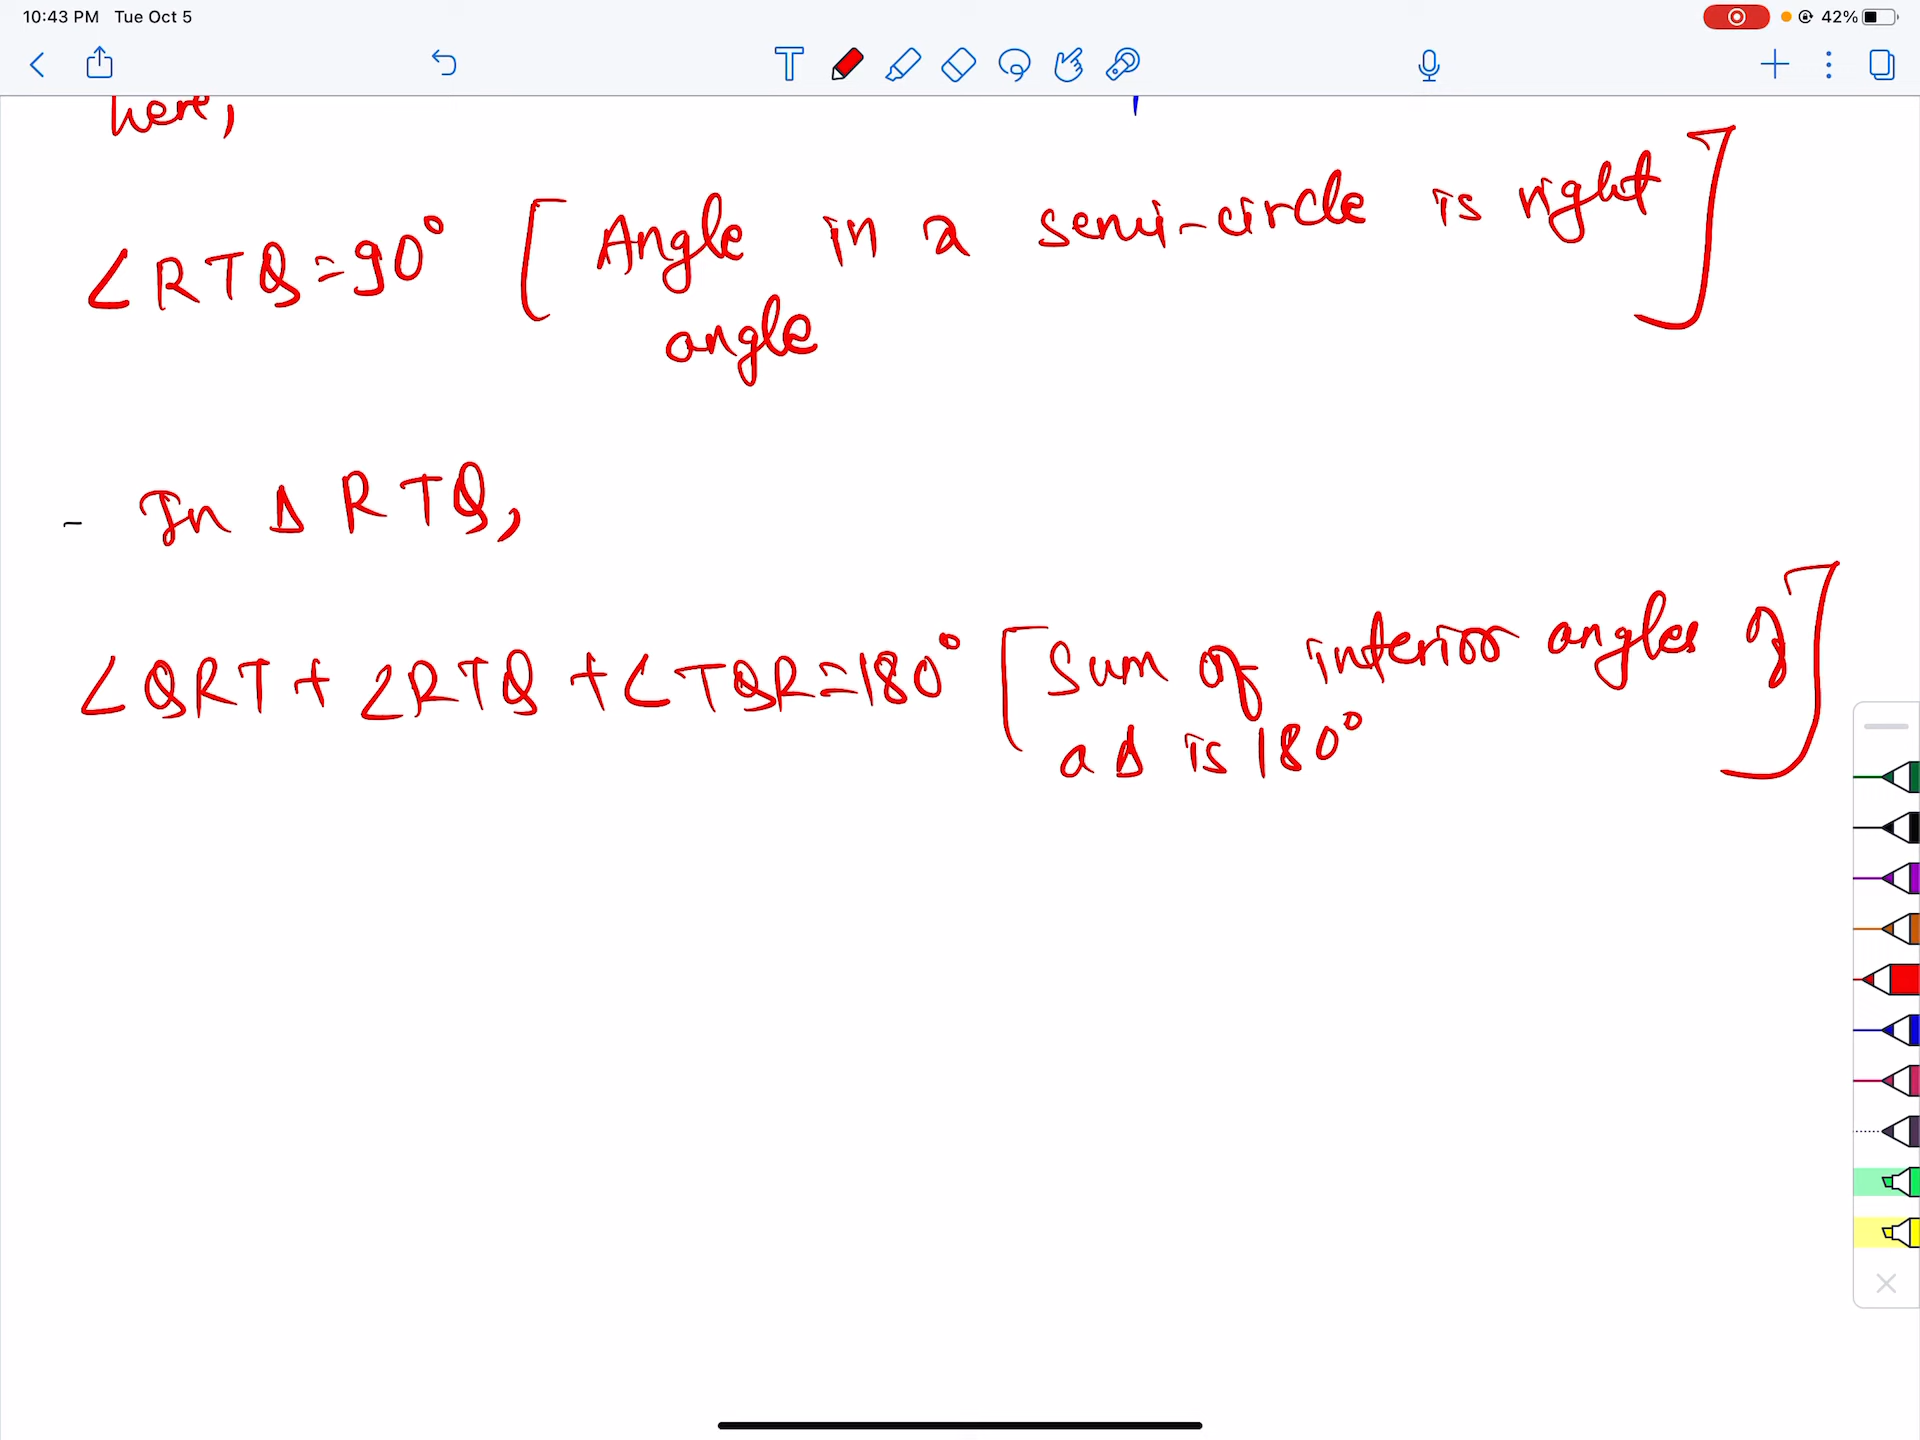 10:43 PM Tue Oct 5
42%
here,
∠RTQ=90° [Angle in a semi-circle is right
angle]
- In Δ RTQ,
∠QRT + ∠RTQ + ∠TQR=180° [Sum of interior angles of
a Δ is 180°]